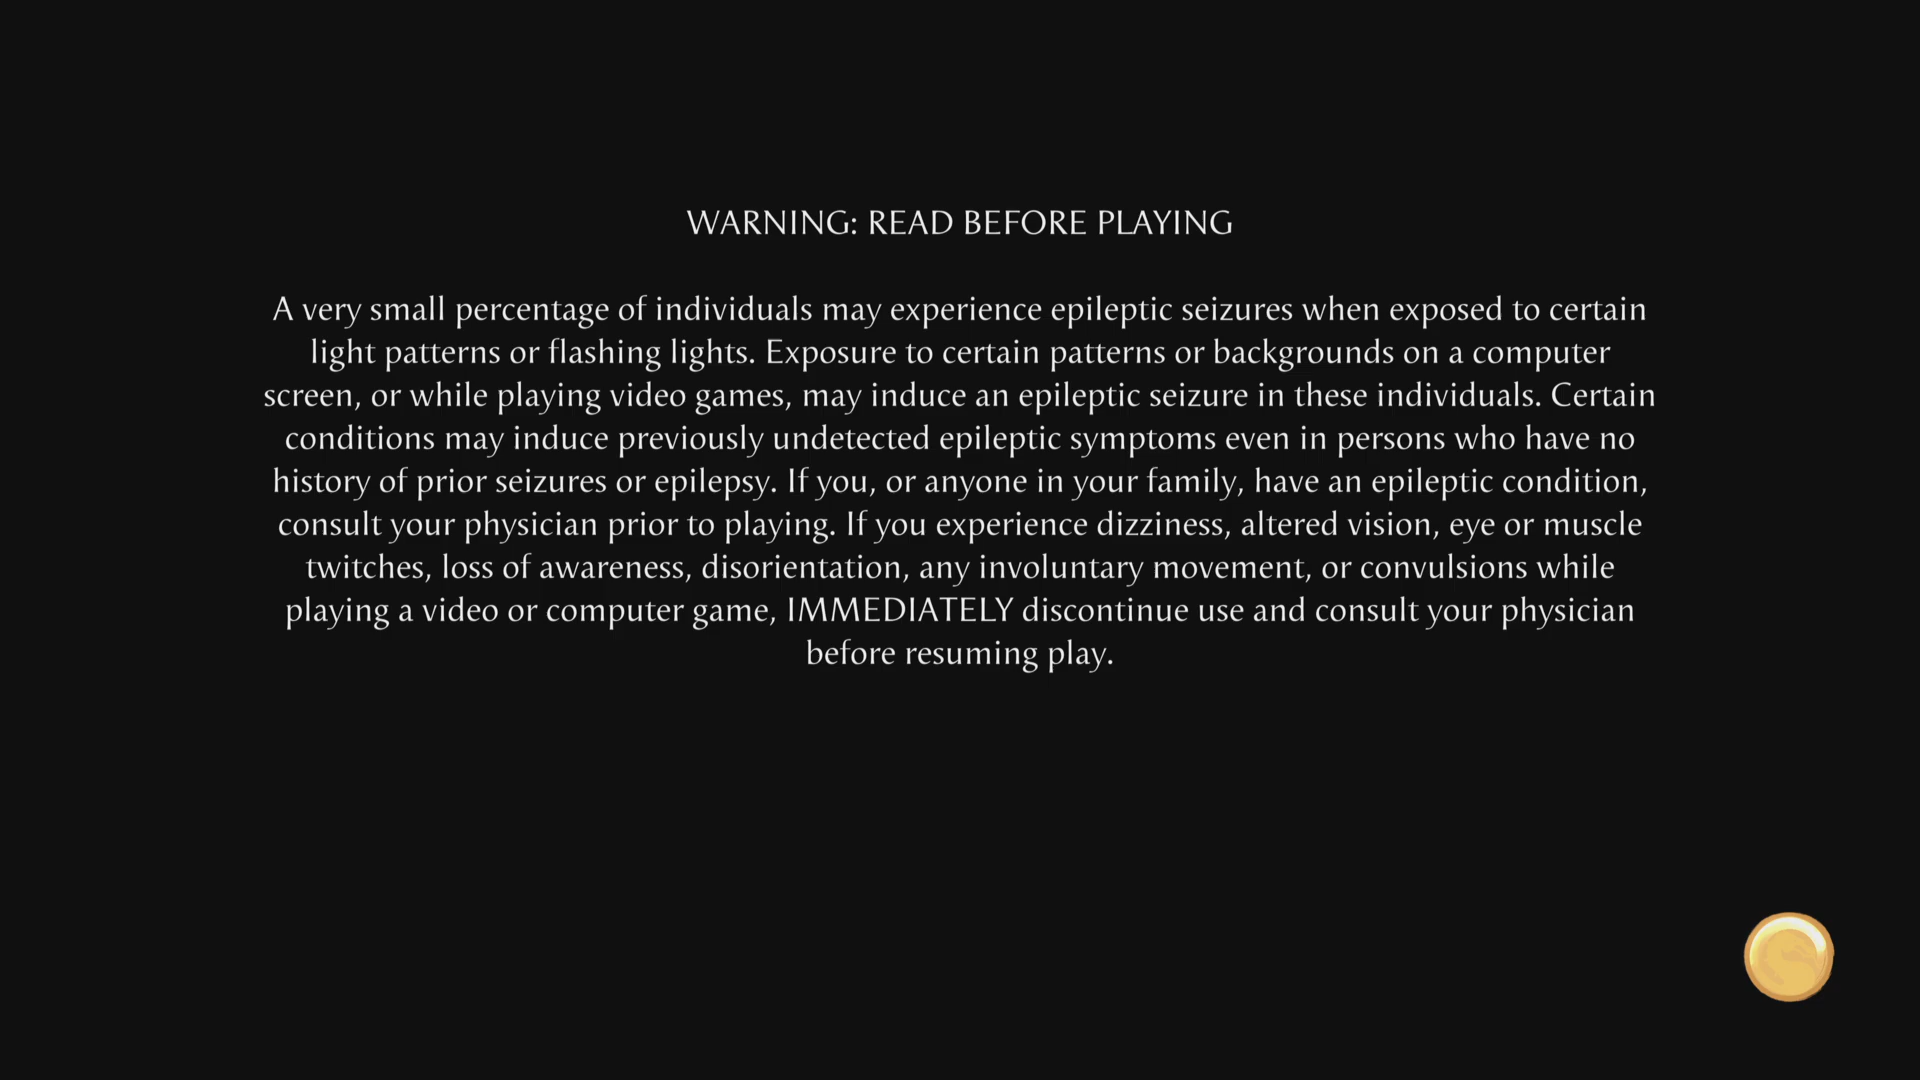 WARNING: READ BEFORE PLAYING
A very small percentage of individuals may experience epileptic seizures when exposed to certain
light patterns or flashing lights. Exposure to certain patterns or backgrounds on a computer
screen, or while playing video games, may induce an epileptic seizure in these individuals. Certain
conditions may induce previously undetected epileptic symptoms even in persons who have no
history of prior seizures or epilepsy. If you, or anyone in your family, have an epileptic condition,
consult your physician prior to playing. If you experience dizziness, altered vision, eye or muscle
twitches, loss of awareness, disorientation, any involuntary movement, or convulsions while
playing a video or computer game, IMMEDIATELY discontinue use and consult your physician
before resuming play.